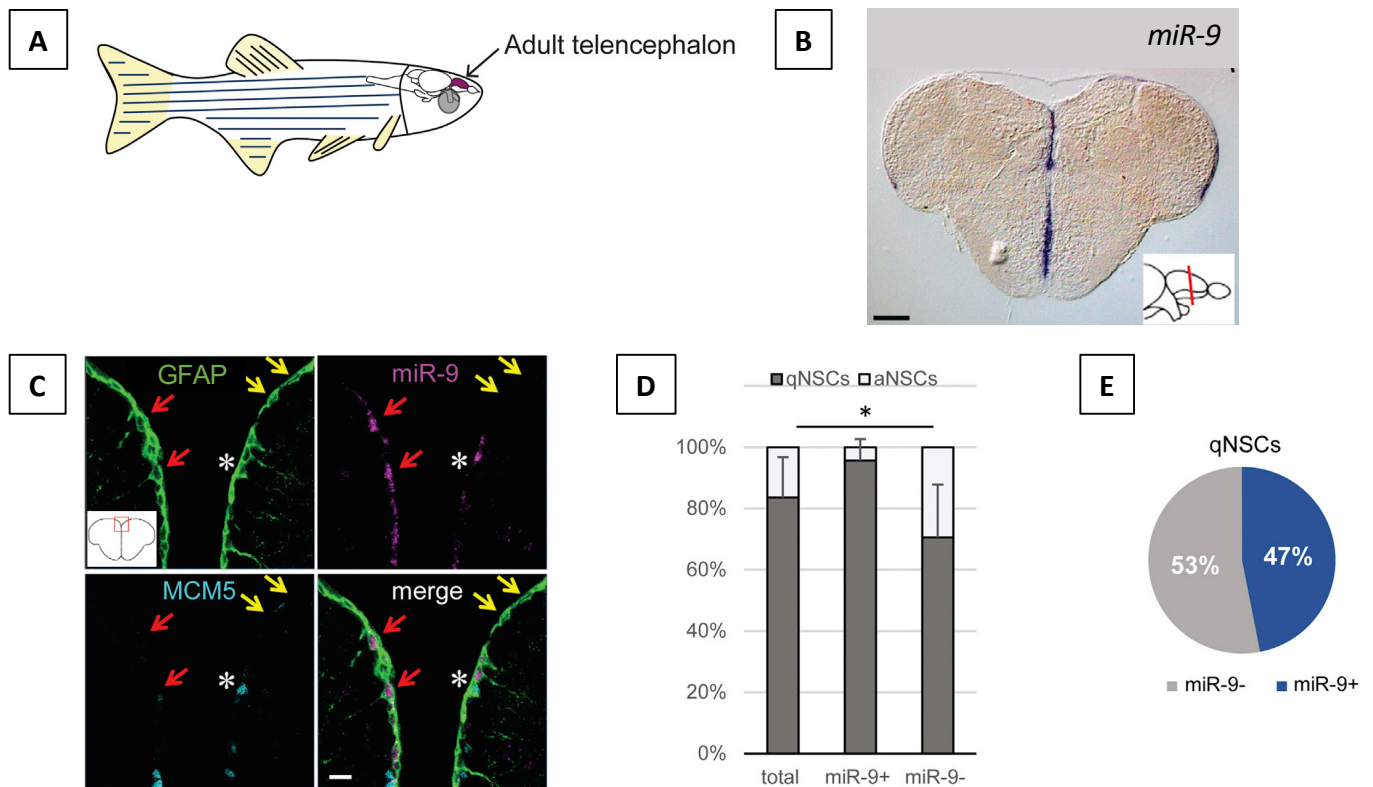 A
Adult telencephalon
B
miR-9
C
GFAP
miR-9
*
*
MCM5
merge
*
*
D
qNSCs aNSCs
*
100%
80%
60%
40%
20%
0%
total miR-9+ miR-9-
E
qNSCs
53% 47%
miR-9- miR-9+